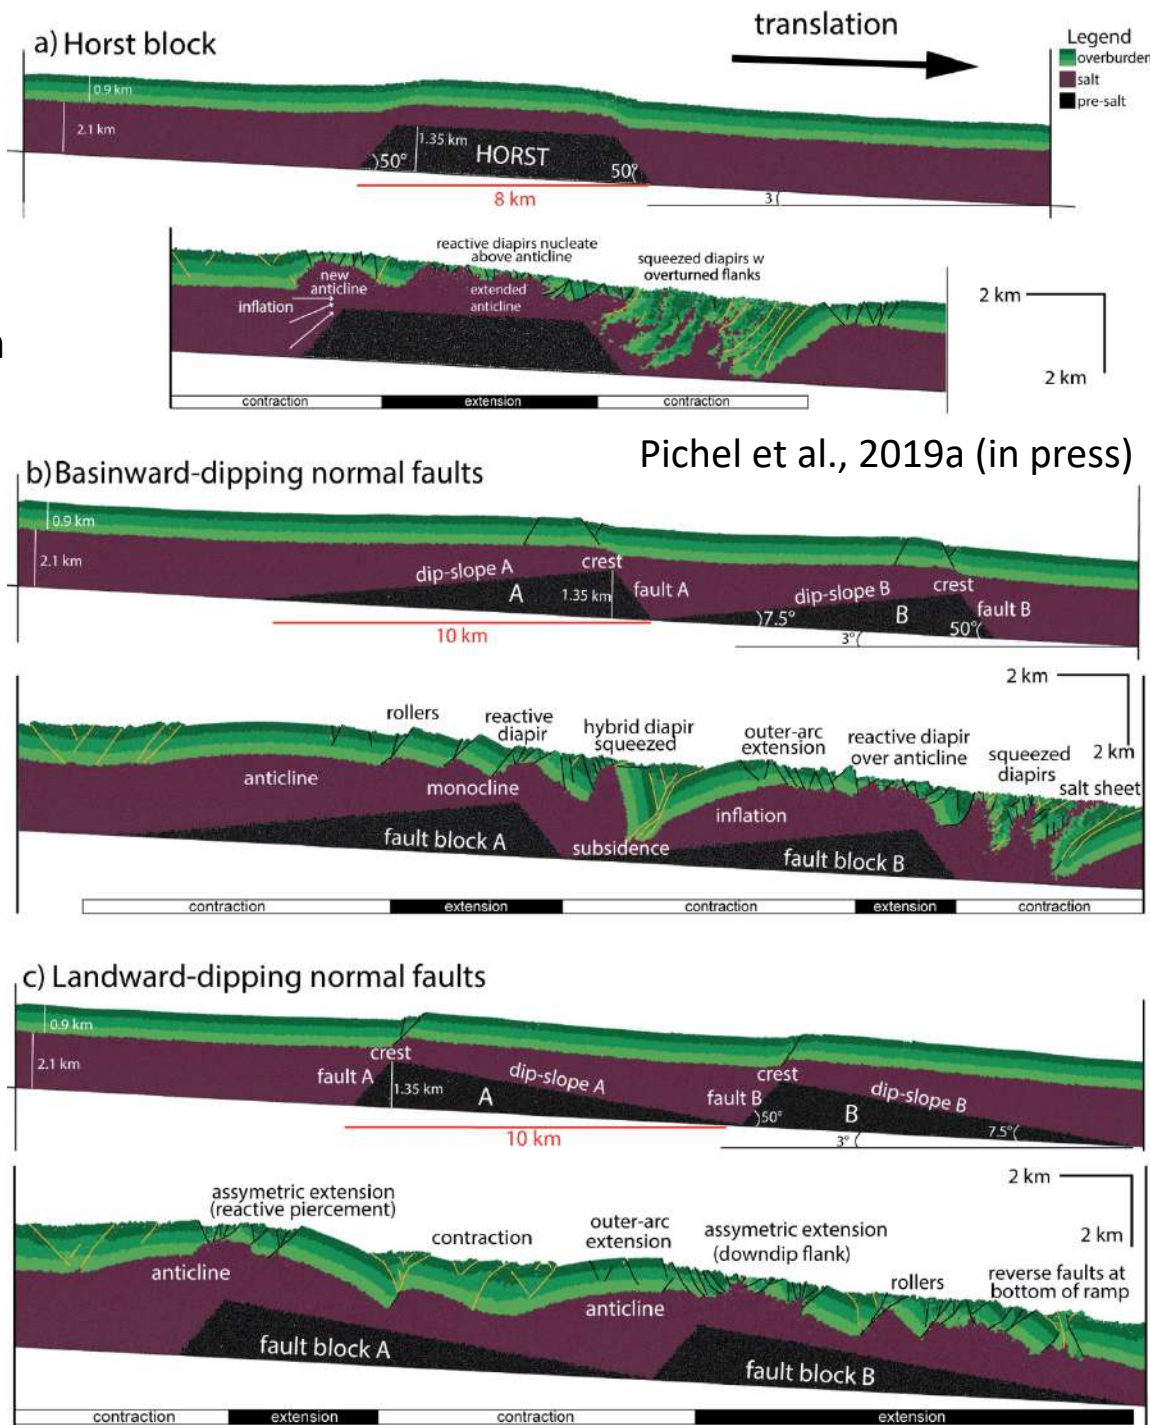 a) Horst block
translation
Legend
overburden
salt
pre-salt
0.9 km
2.1 km
1.35 km
HORST
50°
50°
8 km
3
reactive diapirs nucleate
above anticline
squeezed diapirs w
overturned flanks
new
anticline
inflation
extended
anticline
2 km
2 km
contraction
extension
contraction
Pichel et al., 2019a (in press)
b) Basinward-dipping normal faults
0.9 km
2.1 km
dip-slope A
crest
A
1.35 km
fault A
10 km
dip-slope B
crest
7.5°
B
fault B
50°
3°
2 km
2 km
rollers
reactive
diapir
hybrid diapir
squeezed
outer-arc
extension
reactive diapir
over anticline
squeezed
diapirs
salt sheet
anticline
monocline
inflation
fault block A
subsidence
fault block B
contraction
extension
contraction
extension
contraction
c) Landward-dipping normal faults
0.9 km
2.1 km
crest
fault A
1.35 km
dip-slope A
A
10 km
crest
fault B
50°
dip-slope B
B
7.5°
3°
2 km
2 km
assymetric extension
(reactive piercement)
contraction
outer-arc
extension
assymetric extension
(downdip flank)
rollers
reverse faults at
bottom of ramp
anticline
anticline
fault block A
fault block B
contraction
extension
contraction
extension